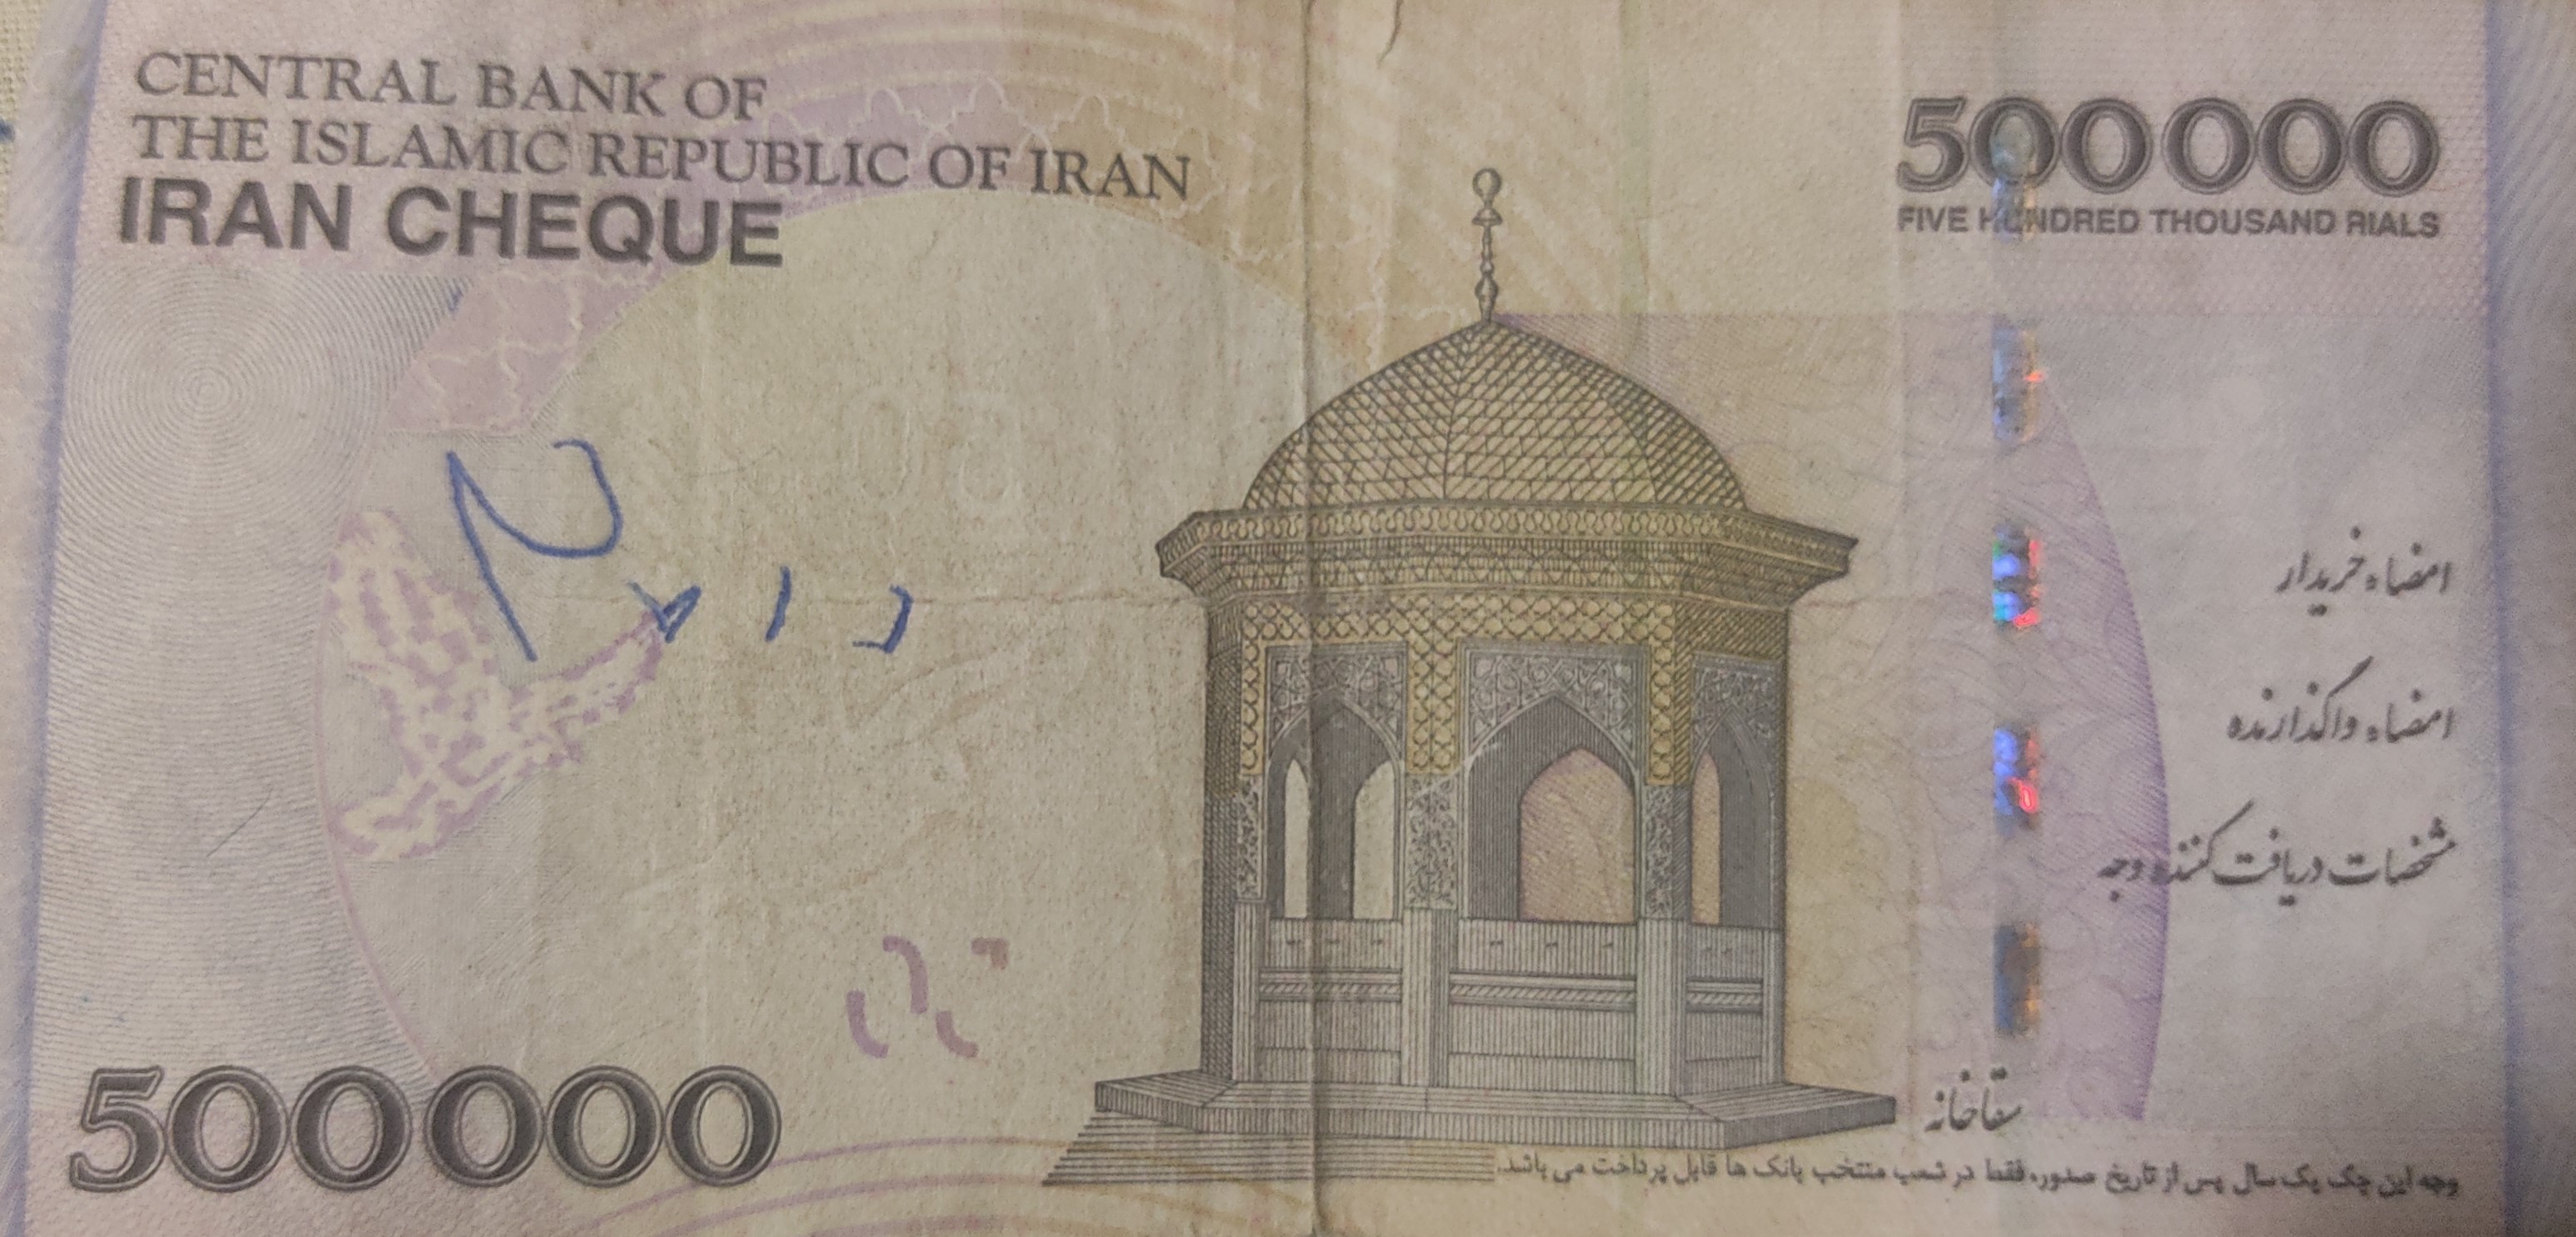 CENTRAL BANK OF
THE ISLAMIC REPUBLIC OF IRAN
IRAN CHEQUE
500000
FIVE HUNDRED THOUSAND RIALS
امضاء خریدار
امضاء واگذارنده
مشخصات دریافت کننده وجه
سقاخانه
وجه این چک یک سال پس از تاریخ صدور، فقط در شعب منتخب بانک ها قابل پرداخت می باشد.
500000